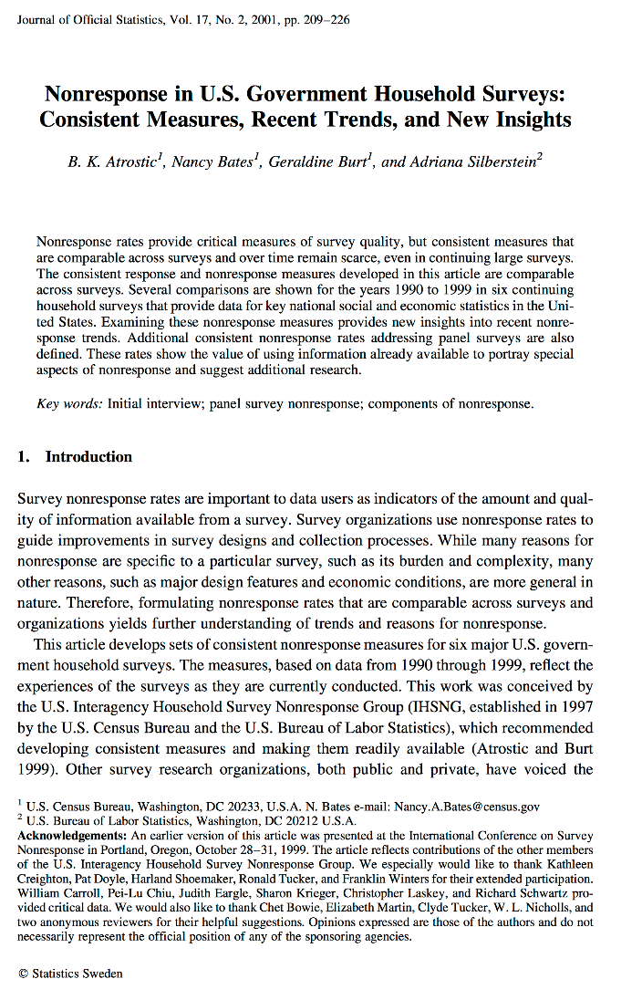 Journal of Official Statistics, Vol. 17, No. 2, 2001, pp. 209–226
Nonresponse in U.S. Government Household Surveys:
Consistent Measures, Recent Trends, and New Insights
B. K. Atrostic¹, Nancy Bates¹, Geraldine Burt¹, and Adriana Silberstein²
Nonresponse rates provide critical measures of survey quality, but consistent measures that
are comparable across surveys and over time remain scarce, even in continuing large surveys.
The consistent response and nonresponse measures developed in this article are comparable
across surveys. Several comparisons are shown for the years 1990 to 1999 in six continuing
household surveys that provide data for key national social and economic statistics in the Uni-
ted States. Examining these nonresponse measures provides new insights into recent nonre-
sponse trends. Additional consistent nonresponse rates addressing panel surveys are also
defined. These rates show the value of using information already available to portray special
aspects of nonresponse and suggest additional research.
Key words: Initial interview; panel survey nonresponse; components of nonresponse.
1. Introduction
Survey nonresponse rates are important to data users as indicators of the amount and qual-
ity of information available from a survey. Survey organizations use nonresponse rates to
guide improvements in survey designs and collection processes. While many reasons for
nonresponse are specific to a particular survey, such as its burden and complexity, many
other reasons, such as major design features and economic conditions, are more general in
nature. Therefore, formulating nonresponse rates that are comparable across surveys and
organizations yields further understanding of trends and reasons for nonresponse.
This article develops sets of consistent nonresponse measures for six major U.S. govern-
ment household surveys. The measures, based on data from 1990 through 1999, reflect the
experiences of the surveys as they are currently conducted. This work was conceived by
the U.S. Interagency Household Survey Nonresponse Group (IHSNG, established in 1997
by the U.S. Census Bureau and the U.S. Bureau of Labor Statistics), which recommended
developing consistent measures and making them readily available (Atrostic and Burt
1999). Other survey research organizations, both public and private, have voiced the
¹ U.S. Census Bureau, Washington, DC 20233, U.S.A. N. Bates e-mail: Nancy.A.Bates@census.gov
² U.S. Bureau of Labor Statistics, Washington, DC 20212 U.S.A.
Acknowledgements: An earlier version of this article was presented at the International Conference on Survey
Nonresponse in Portland, Oregon, October 28–31, 1999. The article reflects contributions of the other members
of the U.S. Interagency Household Survey Nonresponse Group. We especially would like to thank Kathleen
Creighton, Pat Doyle, Harland Shoemaker, Ronald Tucker, and Franklin Winters for their extended participation.
William Carroll, Pei-Lu Chiu, Judith Eargle, Sharon Krieger, Christopher Laskey, and Richard Schwartz pro-
vided critical data. We would also like to thank Chet Bowie, Elizabeth Martin, Clyde Tucker, W. L. Nicholls, and
two anonymous reviewers for their helpful suggestions. Opinions expressed are those of the authors and do not
necessarily represent the official position of any of the sponsoring agencies.
© Statistics Sweden